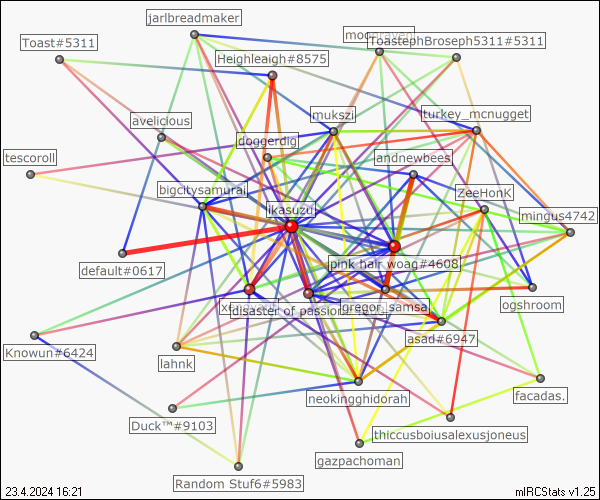 jarlbreadmaker
Toast#5311
ToastephBroseph5311#5311
Heighleaigh#8575
mukszi
turkey_mcnugget
avelicious
doggerdig
andnewbees
tescoroll
bigcitysamurai
ZeeHonK
ikasuzu
mingus4742
pink hair woag#4608
default#0617
gregor_samsa
disaster of passion
ogshroom
asad#6947
Knowun#6424
lahnk
neokingghidorah
facadas.
Duck™#9103
thiccusboiusalexusjoneus
gazpachoman
Random Stuf6#5983
23.4.2024 16:21
mIRCStats v1.25